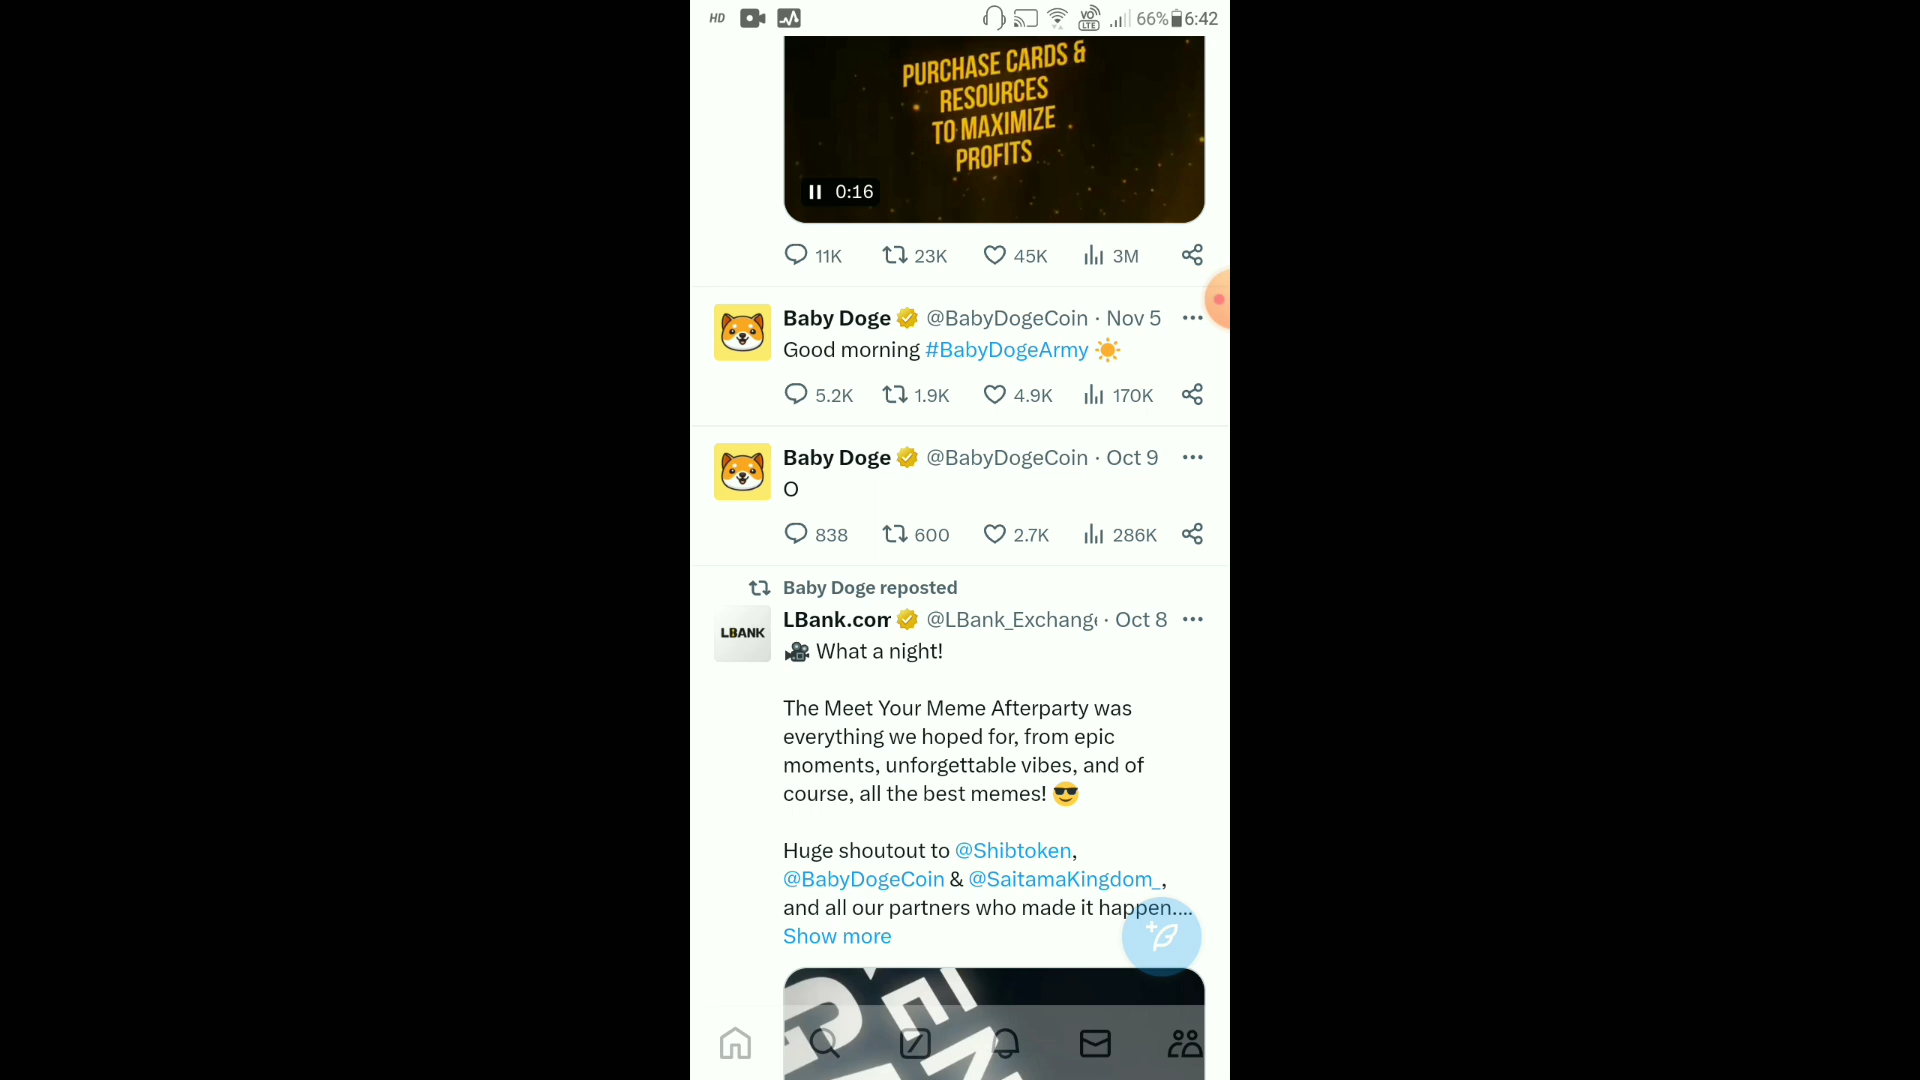 HD VO LTE 66% 6:42
PURCHASE CARDS &
RESOURCES
TO MAXIMIZE
PROFITS
0:16
11K 23K 45K 3M
Baby Doge @BabyDogeCoin · Nov 5
Good morning #BabyDogeArmy ☀️
5.2K 1.9K 4.9K 170K
Baby Doge @BabyDogeCoin · Oct 9
O
838 600 2.7K 286K
Baby Doge reposted
LBANK
LBank.com @LBank_Exchange · Oct 8
🎥 What a night!
The Meet Your Meme Afterparty was
everything we hoped for, from epic
moments, unforgettable vibes, and of
course, all the best memes! 😎
Huge shoutout to @Shibtoken,
@BabyDogeCoin & @SaitamaKingdom_,
and all our partners who made it happen....
Show more